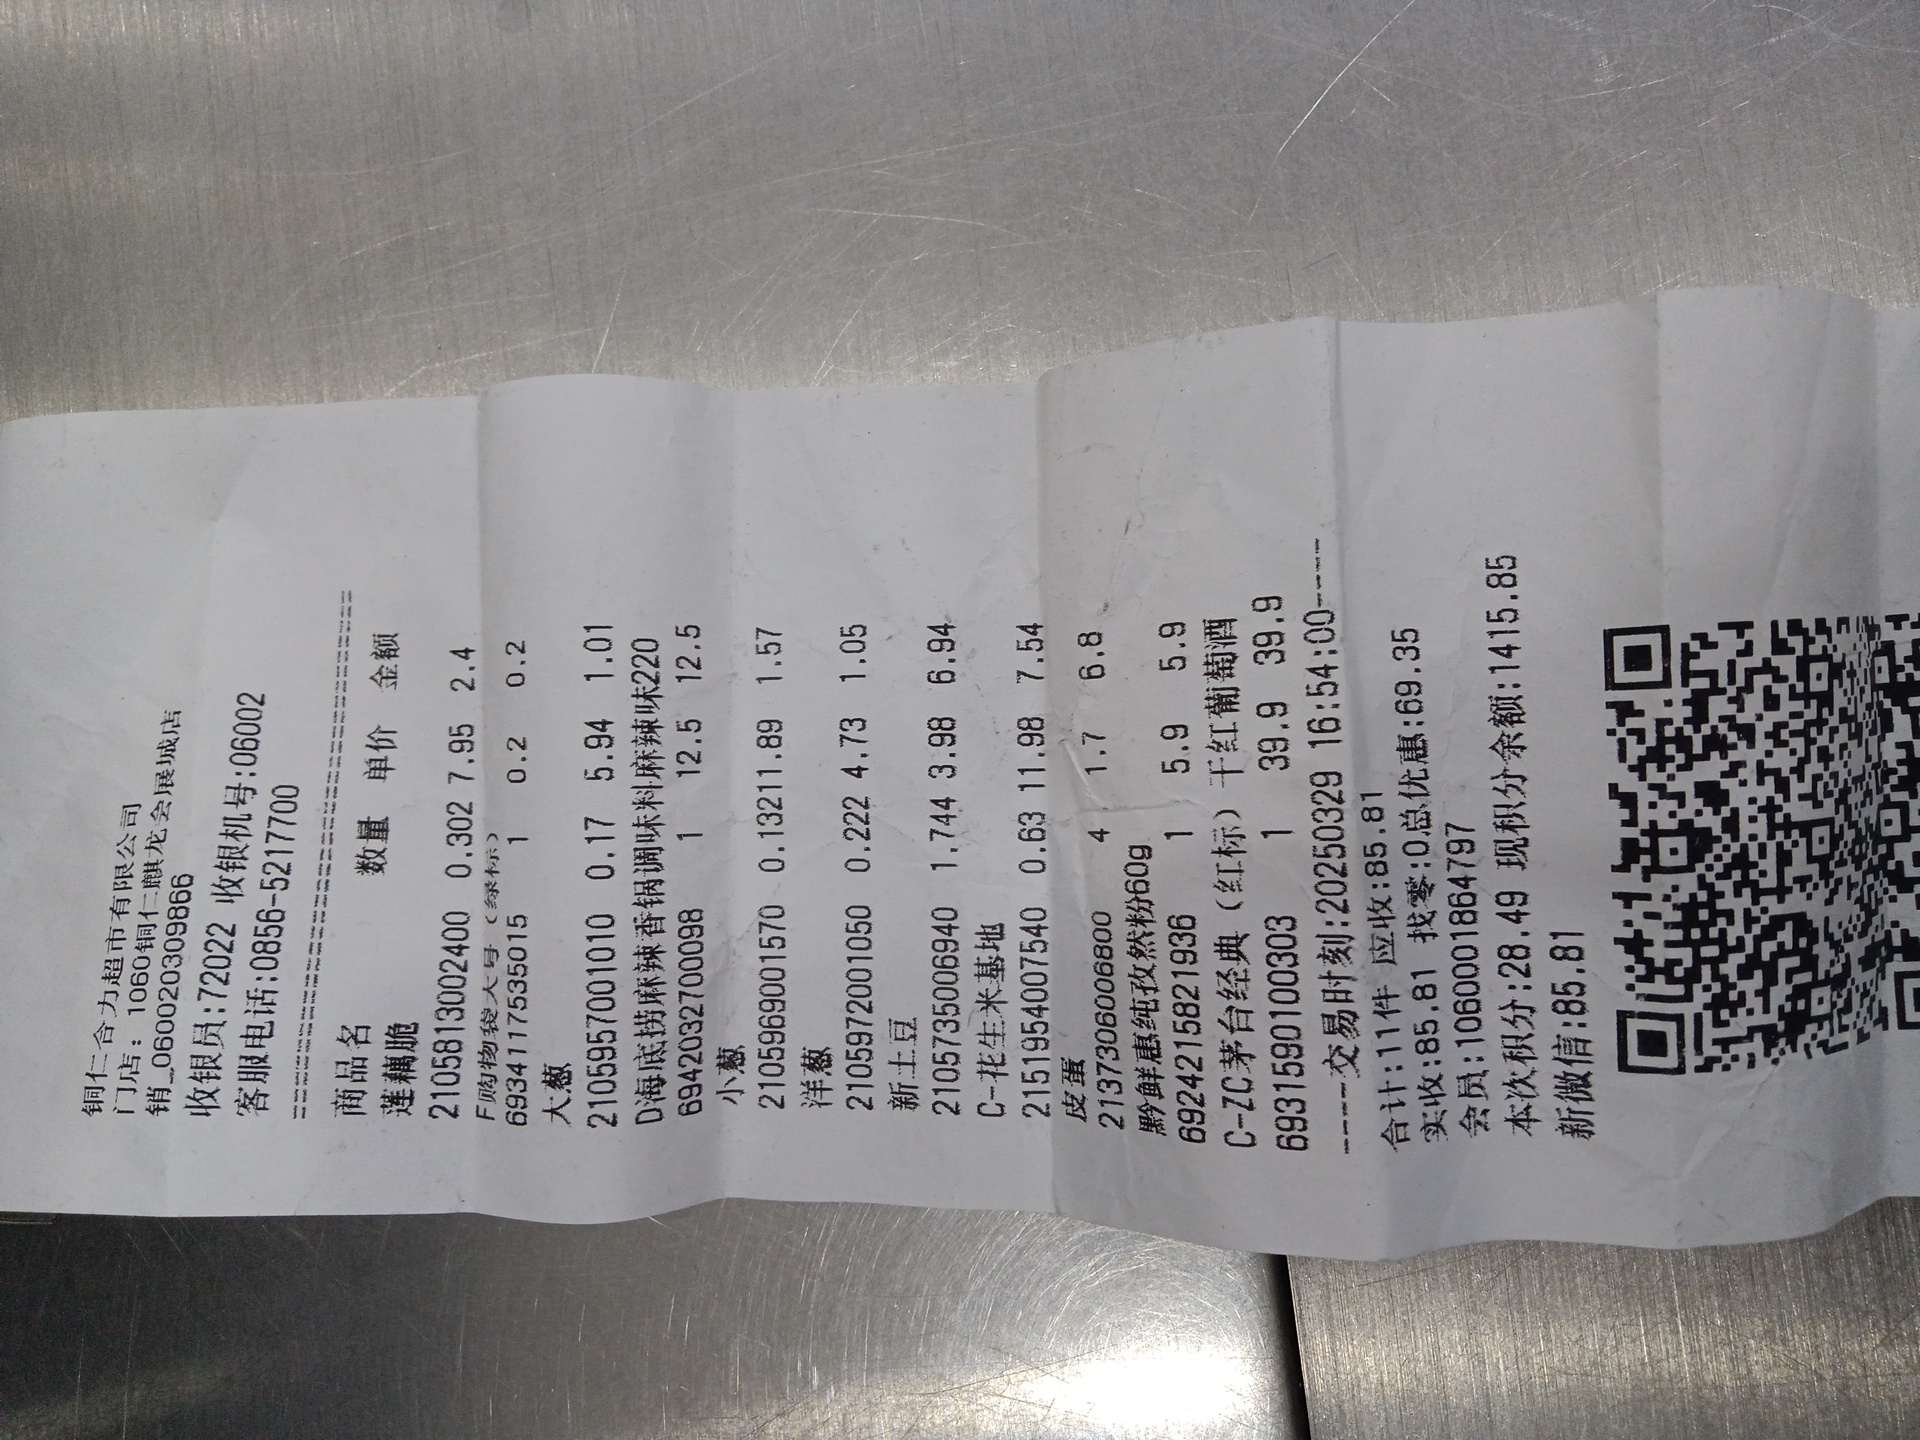 铜仁合力超市有限公司
门店：1060铜仁麒龙会展城店
销_060020309866
收银员:72022 收银机号:06002
客服电话:0856-5217700
商品名 数量 单价 金额
莲藕脆
2105813002400 0.302 7.95 2.4
F购物袋大号(绿标)
6934117535015 1 0.2 0.2
大葱
2105957001010 0.17 5.94 1.01
D海底捞麻辣香锅调味料麻辣味220
6942032700098 1 12.5 12.5
小葱
2105969001570 0.13211.89 1.57
洋葱
2105972001050 0.222 4.73 1.05
新土豆
2105735006940 1.744 3.98 6.94
C-花生米基地
2151954007540 0.63 11.98 7.54
皮蛋
2137306006800 4 1.7 6.8
黔鲜惠纯孜然粉60g
6924215821936 1 5.9 5.9
C-ZC茅台经典（红标）干红葡萄酒
6931590100303 1 39.9 39.9
----交易时刻:20250329 16:54:00----
合计:11件 应收:85.81
实收:85.81 找零:0总优惠:69.35
会员:1060001864797
本次积分:28.49 现积分余额:1415.85
新微信:85.81